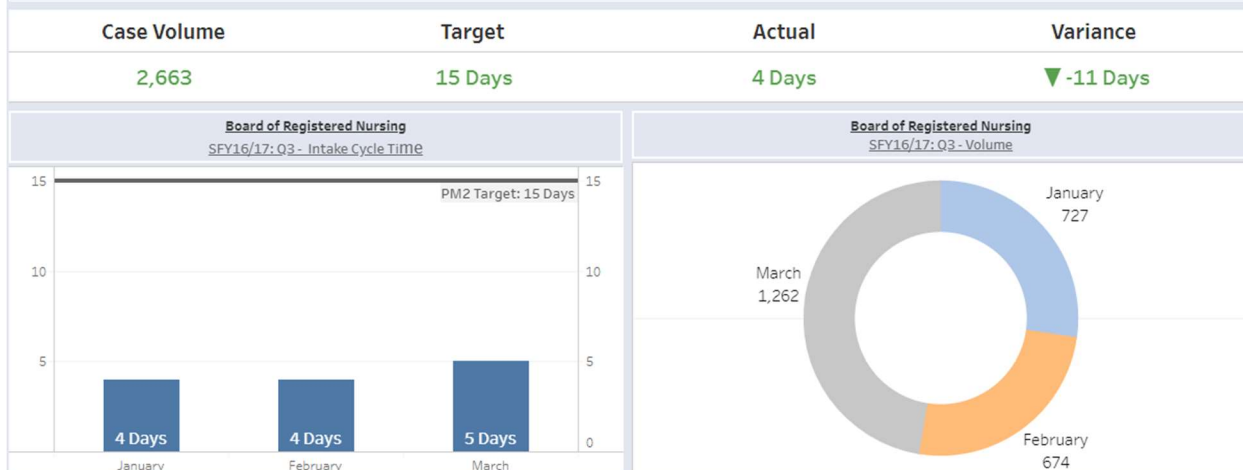 Case Volume Target Actual Variance
2,663 15 Days 4 Days ▼ -11 Days
Board of Registered Nursing
SFY16/17: Q3 - Intake Cycle Time
15 15
PM2 Target: 15 Days
10 10
5 5
4 Days 4 Days 5 Days
0
January February March
Board of Registered Nursing
SFY16/17: Q3 - Volume
January
727
March
1,262
February
674